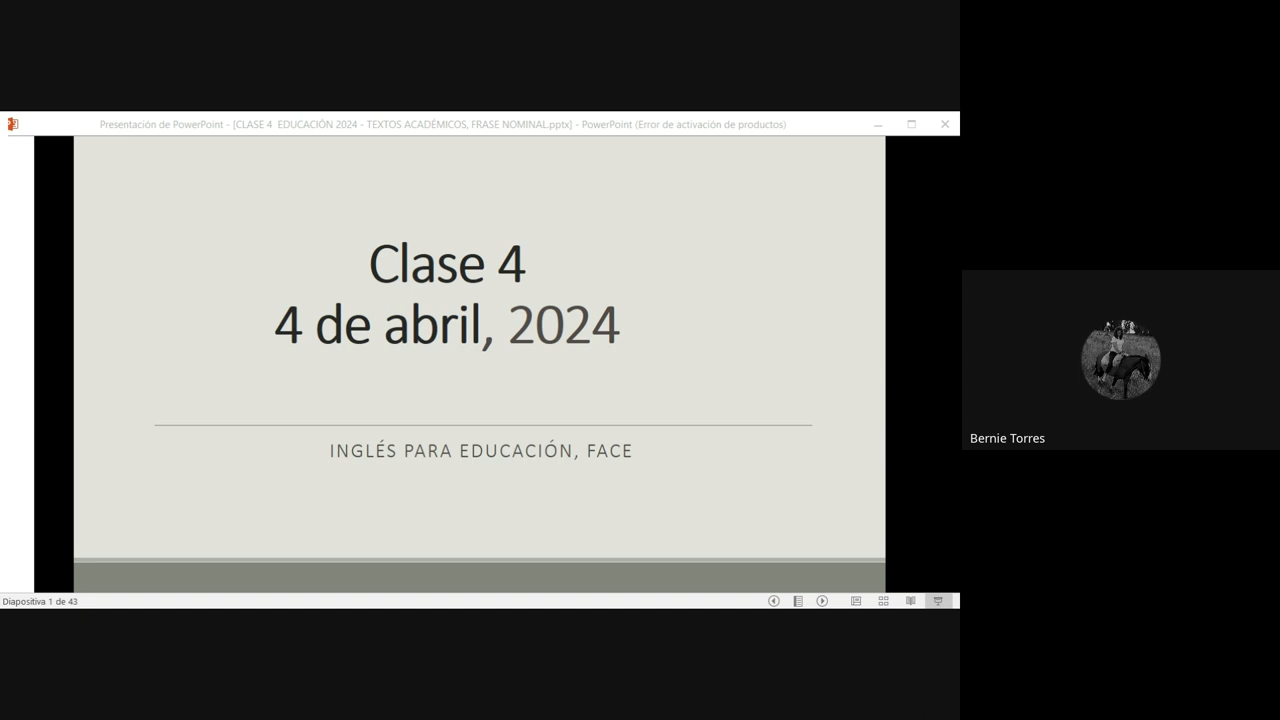 Presentación de PowerPoint - [CLASE 4  EDUCACIÓN 2024 - TEXTOS ACADÉMICOS, FRASE NOMINAL.pptx] - PowerPoint (Error de activación de productos)
Clase 4
4 de abril, 2024
INGLÉS PARA EDUCACIÓN, FACE
Bernie Torres
Diapositiva 1 de 43